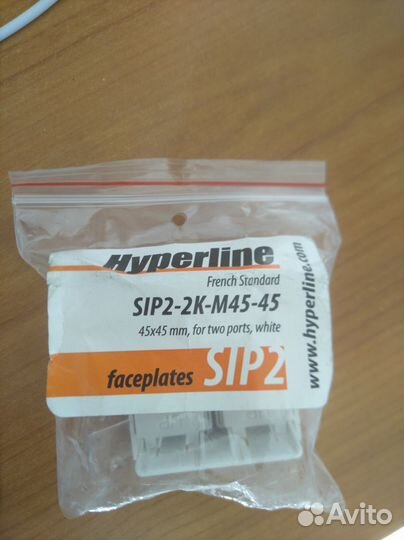 Hyperline
French Standard
SIP2-2K-M45-45
45x45 mm, for two ports, white
faceplates SIP2
www.hyperline.com
Avito